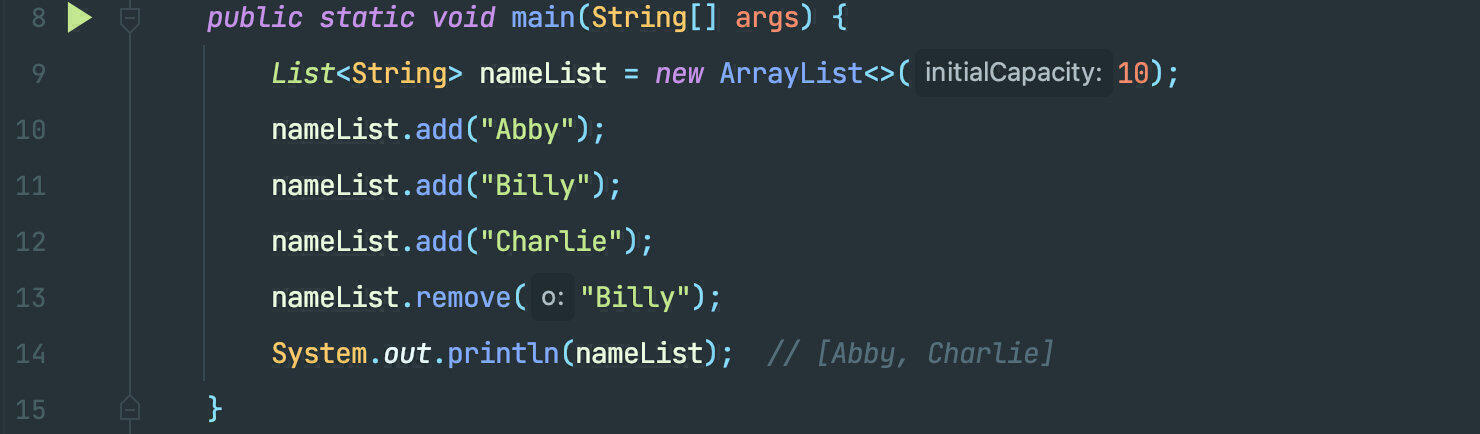 8 public static void main(String[] args) {
9 List<String> nameList = new ArrayList<>( initialCapacity: 10);
10 nameList.add("Abby");
11 nameList.add("Billy");
12 nameList.add("Charlie");
13 nameList.remove( o: "Billy");
14 System.out.println(nameList); // [Abby, Charlie]
15 }